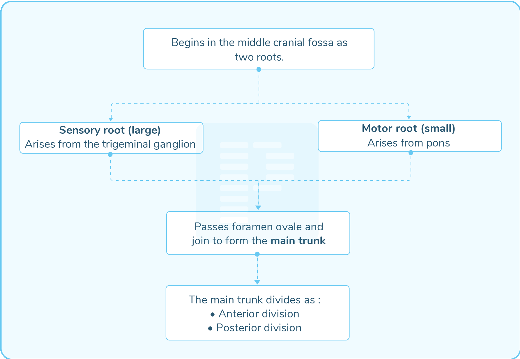 Begins in the middle cranial fossa as
two roots.
Sensory root (large)
Arises from the trigeminal ganglion
Motor root (small)
Arises from pons
Passes foramen ovale and
join to form the main trunk
The main trunk divides as :
• Anterior division
• Posterior division